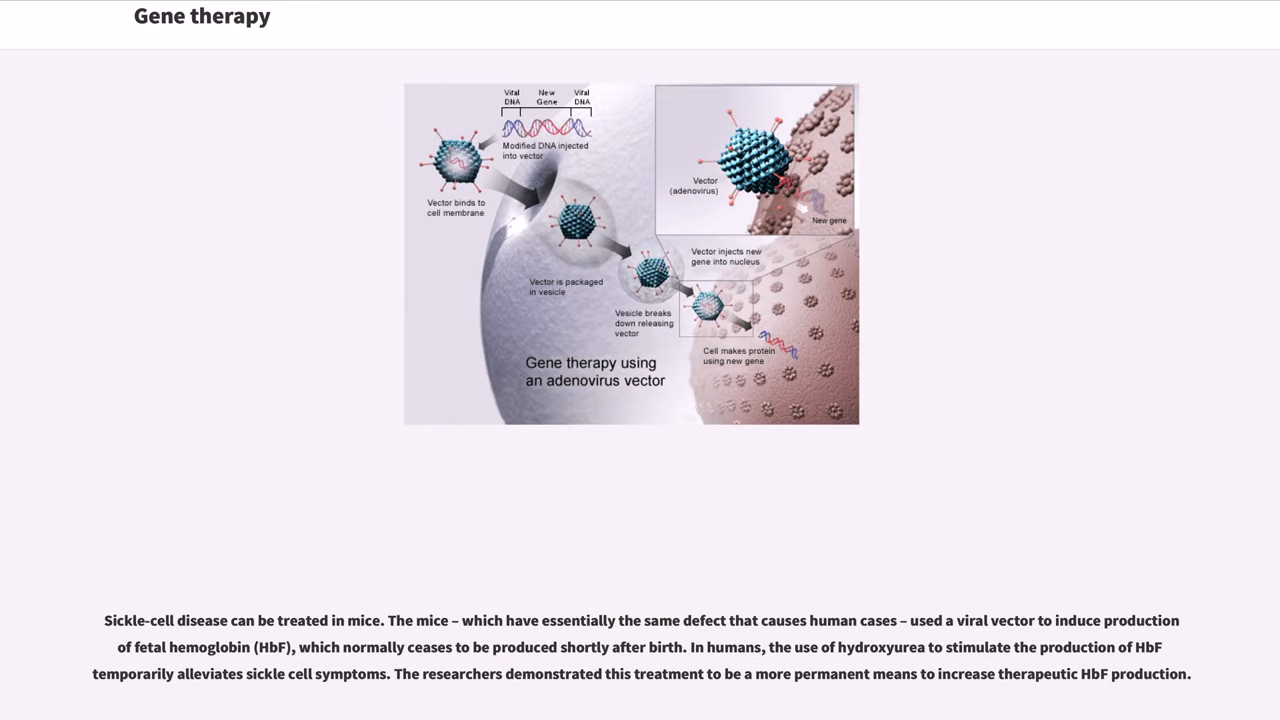 Gene therapy
Viral
DNA
New
Gene
Viral
DNA
Modified DNA injected
into vector
Vector binds to
cell membrane
Vector
(adenovirus)
New gene
Vector injects new
gene into nucleus
Vector is packaged
in vesicle
Vesicle breaks
down releasing
vector
Cell makes protein
using new gene
Gene therapy using
an adenovirus vector
Sickle-cell disease can be treated in mice. The mice – which have essentially the same defect that causes human cases – used a viral vector to induce production
of fetal hemoglobin (HbF), which normally ceases to be produced shortly after birth. In humans, the use of hydroxyurea to stimulate the production of HbF
temporarily alleviates sickle cell symptoms. The researchers demonstrated this treatment to be a more permanent means to increase therapeutic HbF production.